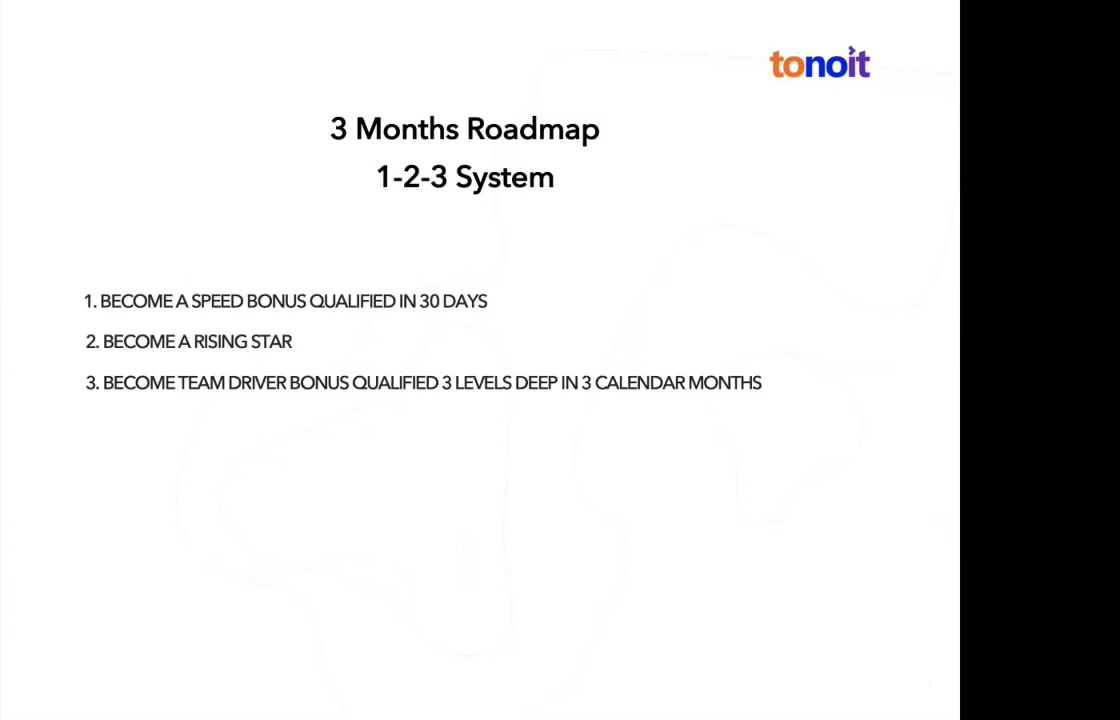 tonoit
3 Months Roadmap
1-2-3 System
1. BECOME A SPEED BONUS QUALIFIED IN 30 DAYS
2. BECOME A RISING STAR
3. BECOME TEAM DRIVER BONUS QUALIFIED 3 LEVELS DEEP IN 3 CALENDAR MONTHS